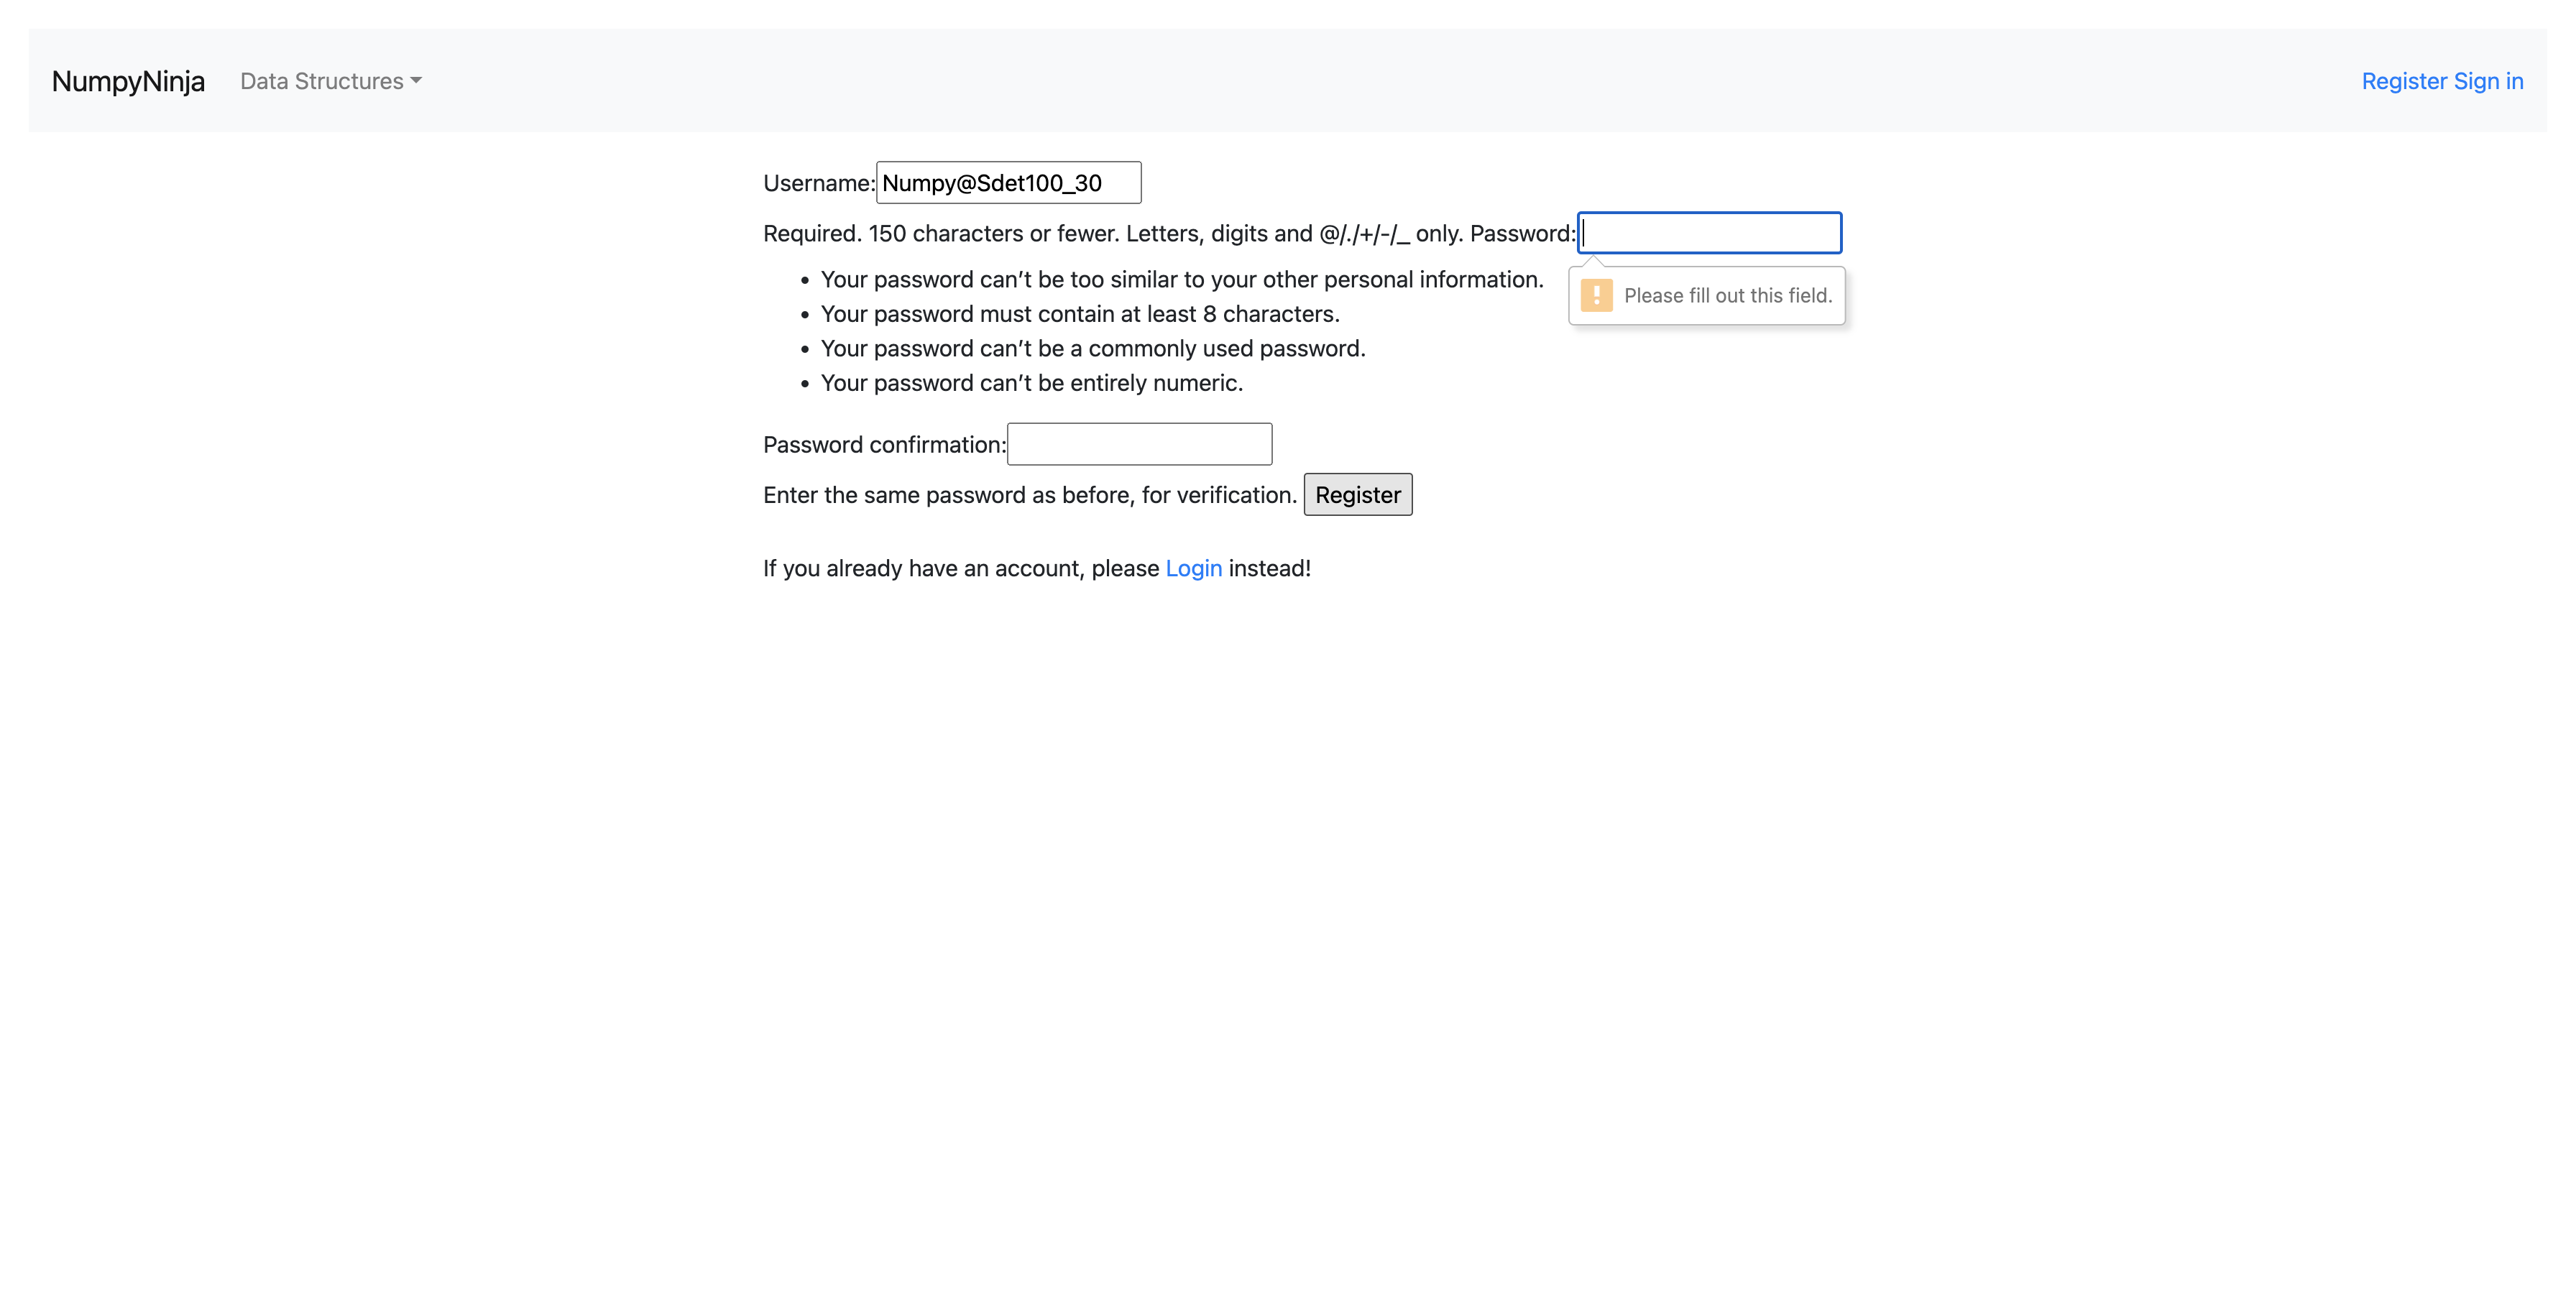 NumpyNinja Data Structures Register Sign in
Username: Numpy@Sdet100_30
Required. 150 characters or fewer. Letters, digits and @/./+/-/_ only. Password:
• Your password can’t be too similar to your other personal information.
! Please fill out this field.
• Your password must contain at least 8 characters.
• Your password can’t be a commonly used password.
• Your password can’t be entirely numeric.
Password confirmation:
Enter the same password as before, for verification. Register
If you already have an account, please Login instead!